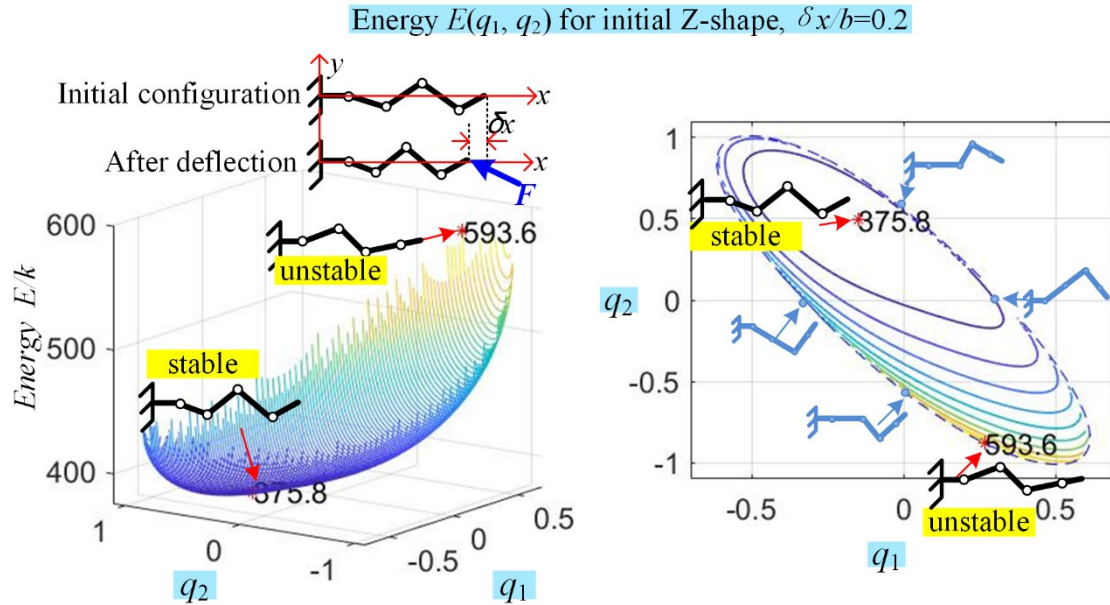 Energy E(q₁, q₂) for initial Z-shape, δx/b=0.2
y
Initial configuration
x
δx
After deflection
x
F
600
500
400
Energy E/k
593.6
unstable
stable
375.8
1
0
-1
q₂
-0.5
0
0.5
q₁
1
0.5
0
-0.5
-1
q₂
375.8
stable
593.6
unstable
-0.5
0
0.5
q₁